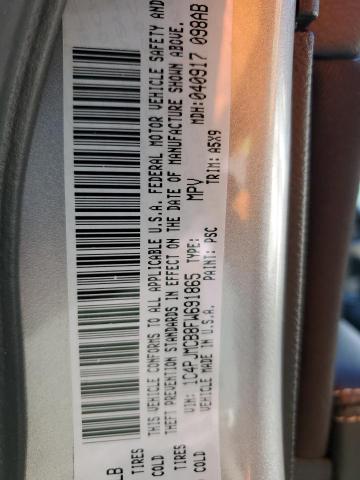 LB
TIRES
COLD
THIS VEHICLE CONFORMS TO ALL APPLICABLE U.S.A. FEDERAL MOTOR VEHICLE SAFETY AND
THEFT PREVENTION STANDARDS IN EFFECT ON THE DATE OF MANUFACTURE SHOWN ABOVE.
VIN: 1C4PJMCB8FW691865 TYPE: MPV MDH:040917 098AB
VEHICLE MADE IN U.S.A. PAINT: PSC TRIM: A5X9
TIRES
COLD